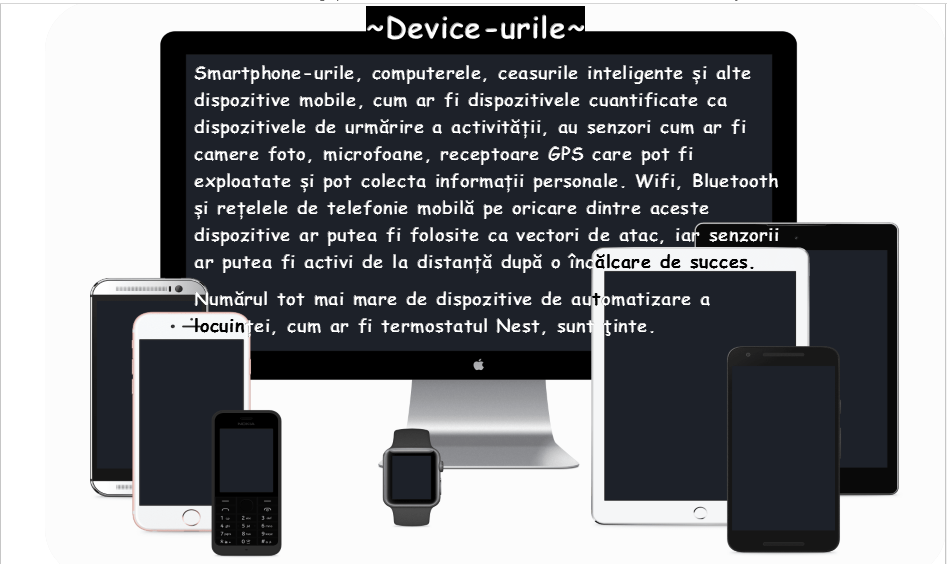 ~Device-urile~
Smartphone-urile, computerele, ceasurile inteligente și alte
dispozitive mobile, cum ar fi dispozitivele cuantificate ca
dispozitivele de urmărire a activității, au senzori cum ar fi
camere foto, microfoane, receptoare GPS care pot fi
exploatate și pot colecta informații personale. Wifi, Bluetooth
și rețelele de telefonie mobilă pe oricare dintre aceste
dispozitive ar putea fi folosite ca vectori de atac, iar senzorii
ar putea fi activi de la distanță după o încălcare de succes.
Numărul tot mai mare de dispozitive de automatizare a
locuinței, cum ar fi termostatul Nest, sunt ținte.